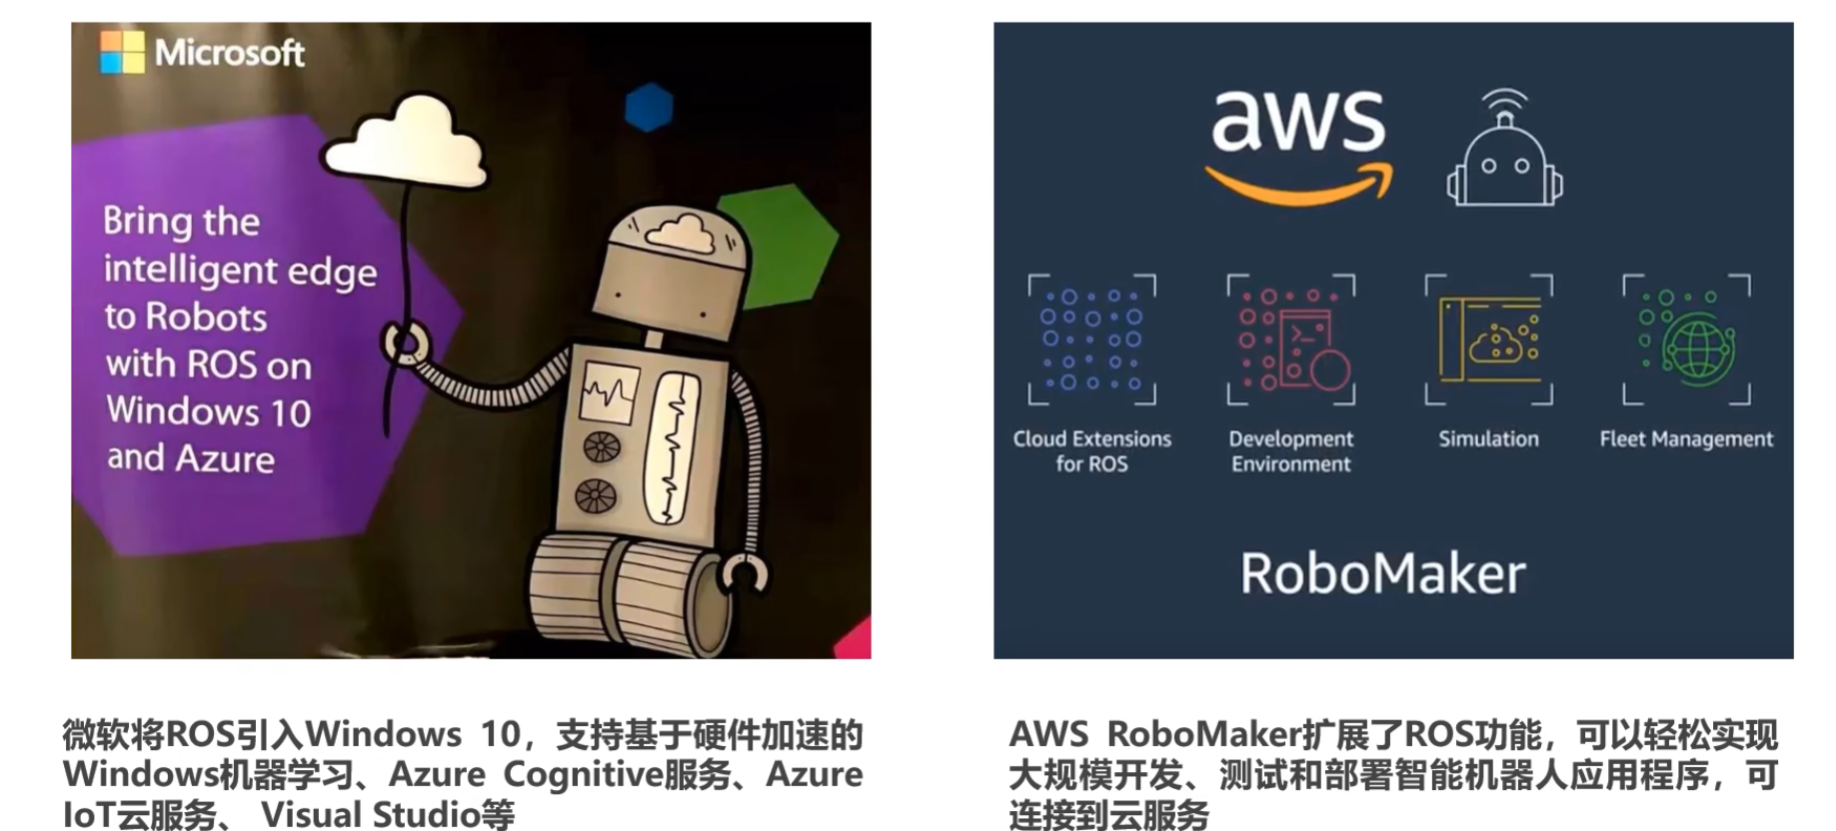 Microsoft
Bring the
intelligent edge
to Robots
with ROS on
Windows 10
and Azure
aws
Cloud Extensions
for ROS
Development
Environment
Simulation
Fleet Management
RoboMaker
微软将ROS引入Windows 10，支持基于硬件加速的
Windows机器学习、Azure Cognitive服务、Azure
IoT云服务、 Visual Studio等
AWS RoboMaker扩展了ROS功能，可以轻松实现
大规模开发、测试和部署智能机器人应用程序，可
连接到云服务